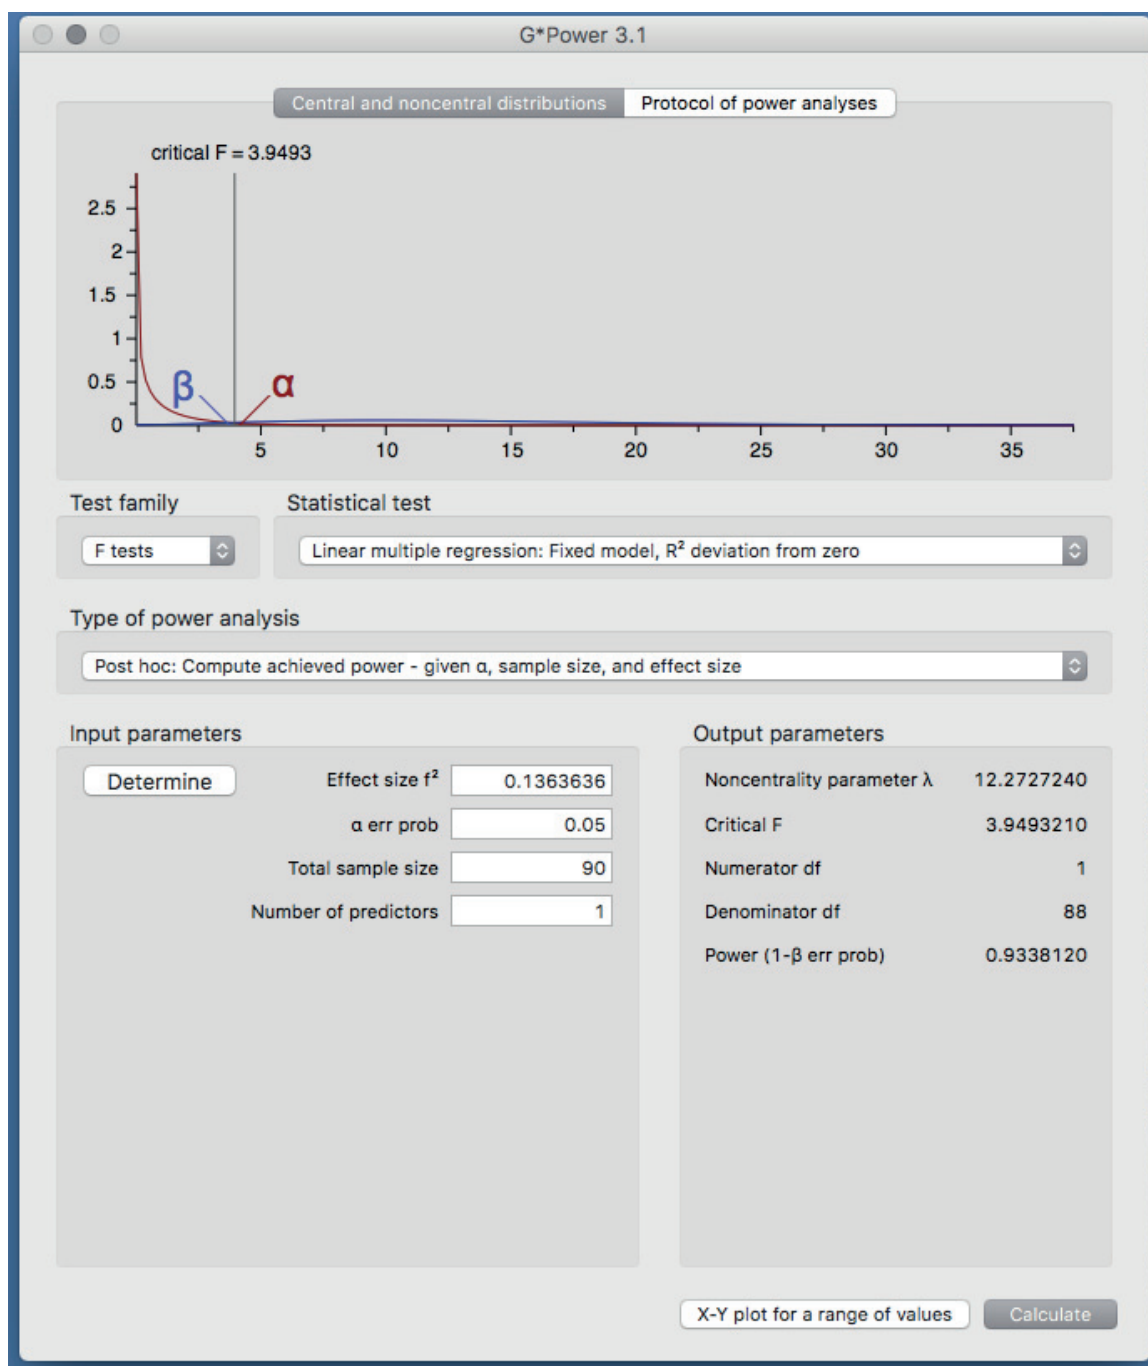 G*Power 3.1
Central and noncentral distributions Protocol of power analyses
critical F = 3.9493
2.5
2
1.5
1
0.5
0
β
α
5 10 15 20 25 30 35
Test family Statistical test
F tests Linear multiple regression: Fixed model, R² deviation from zero
Type of power analysis
Post hoc: Compute achieved power - given α, sample size, and effect size
Input parameters
Determine Effect size f² 0.1363636
α err prob 0.05
Total sample size 90
Number of predictors 1
Output parameters
Noncentrality parameter λ 12.2727240
Critical F 3.9493210
Numerator df 1
Denominator df 88
Power (1-β err prob) 0.9338120
X-Y plot for a range of values Calculate